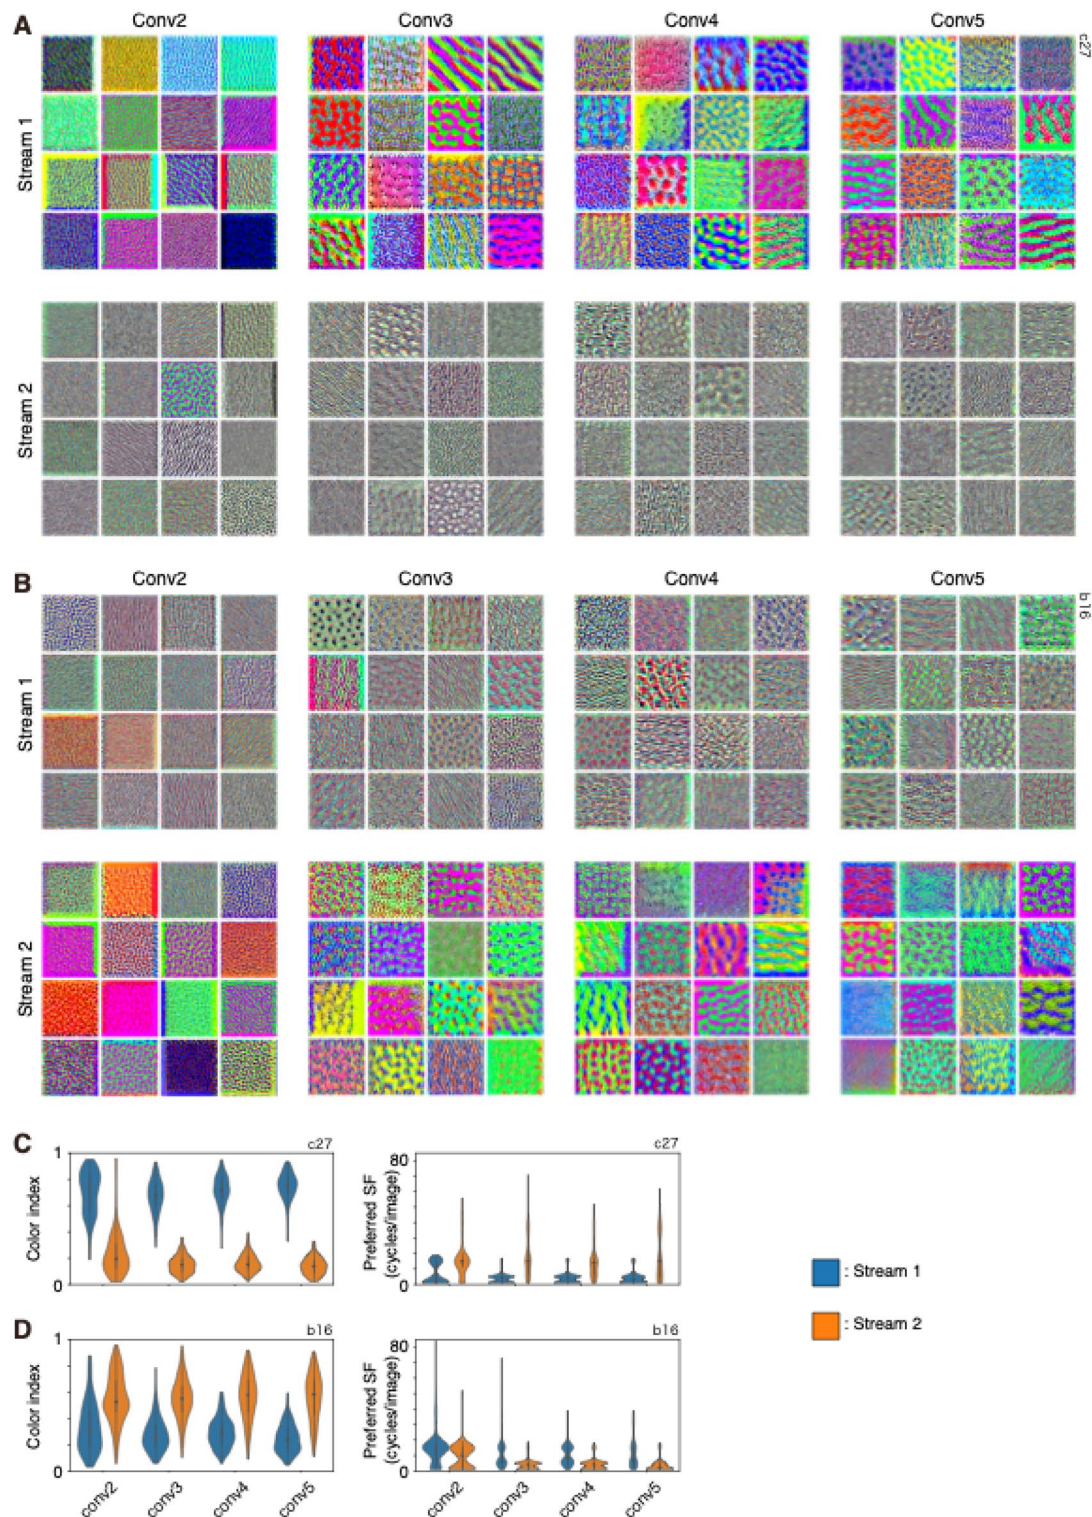 A
Conv2 Conv3 Conv4 Conv5
c27
Stream 1
Stream 2
B
Conv2 Conv3 Conv4 Conv5
b16
Stream 1
Stream 2
C
c27 c27
1 80
Color index
Preferred SF
(cycles/image)
0 0
: Stream 1
: Stream 2
D
b16 b16
1 80
Color index
Preferred SF
(cycles/image)
0 0
conv2 conv3 conv4 conv5 conv2 conv3 conv4 conv5